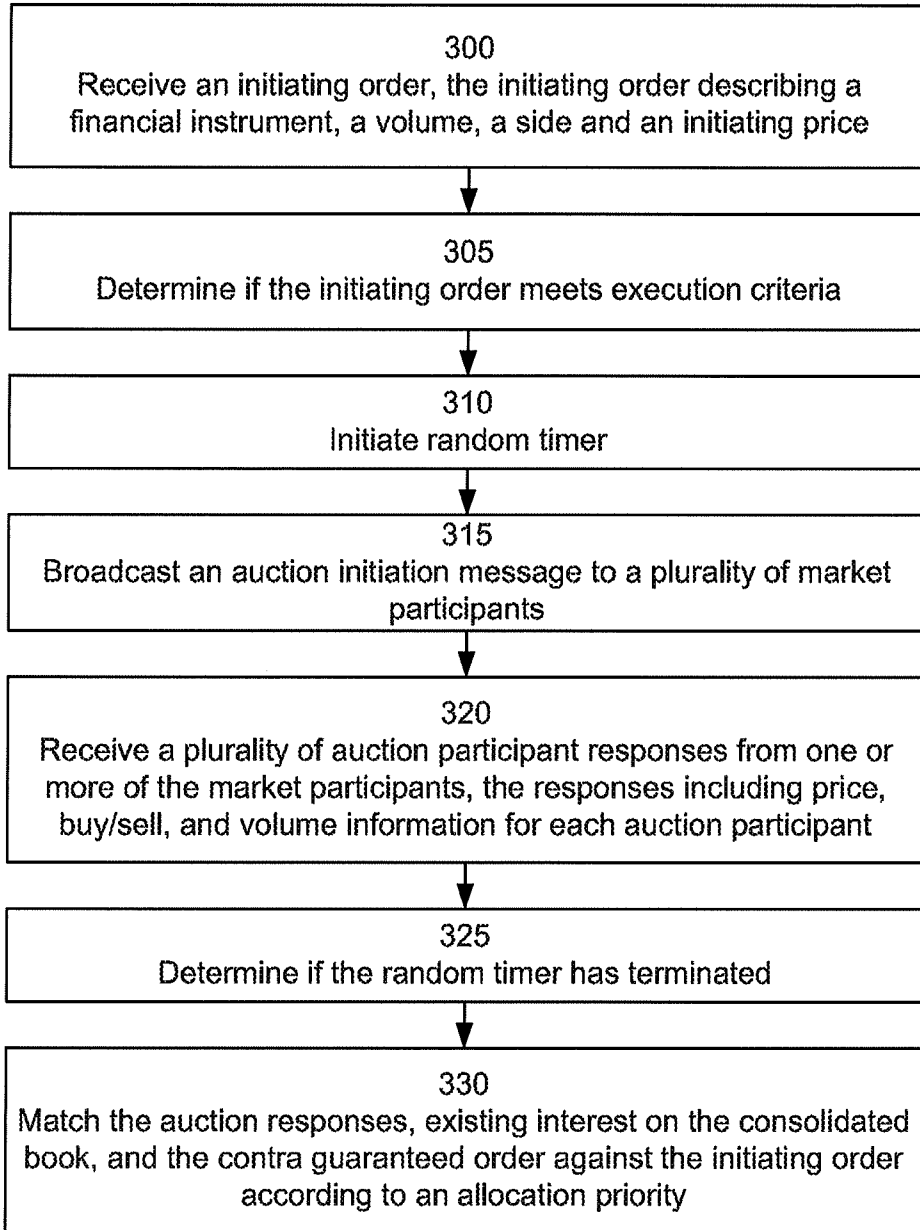 300
Receive an initiating order, the initiating order describing a
financial instrument, a volume, a side and an initiating price
305
Determine if the initiating order meets execution criteria
310
Initiate random timer
315
Broadcast an auction initiation message to a plurality of market
participants
320
Receive a plurality of auction participant responses from one or
more of the market participants, the responses including price,
buy/sell, and volume information for each auction participant
325
Determine if the random timer has terminated
330
Match the auction responses, existing interest on the consolidated
book, and the contra guaranteed order against the initiating order
according to an allocation priority